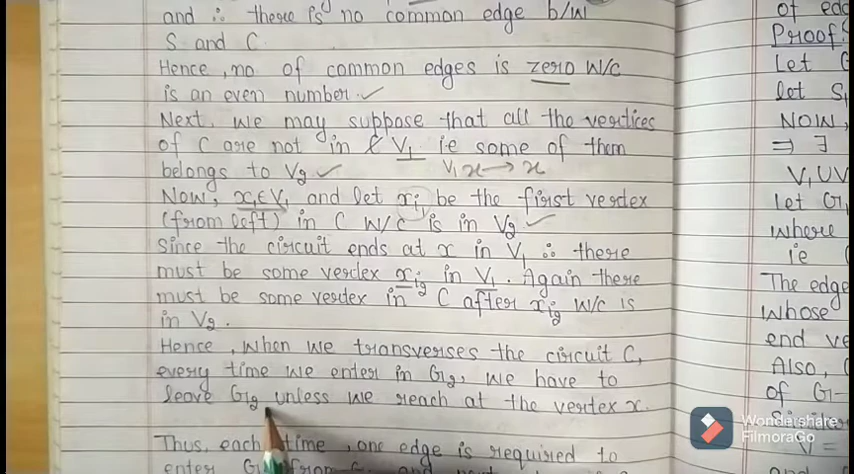 and ∴ there is no common edge b/w
S and C.
Hence, no of common edges is zero w/c
is an even number. ✓
Next, we may suppose that all the vertices
of C are not in V₁ ie some of them
belongs to V₂ ✓ V₁ x → x
Now, x∈V₁ and let xᵢ₁ be the first vertex
(from left) in C w/c is in V₂ ✓
Since the circuit ends at x in V₁ ∴ there
must be some vertex xᵢ₂ in V₁. Again there
must be some vertex in C after xᵢ₂ w/c is
in V₂.
Hence, when we transverses the circuit C,
every time we enter in G₂, we have to
leave G₂ unless we reach at the vertex x.
Thus, each time, one edge is required to
enter
of
Proof:
Let
let S₁
Now,
⇒ ∃
V₁UV
Let G₁
where
ie
The edge
whose
end ve
Also,
of G-
V =
Wondershare
FilmoraGo